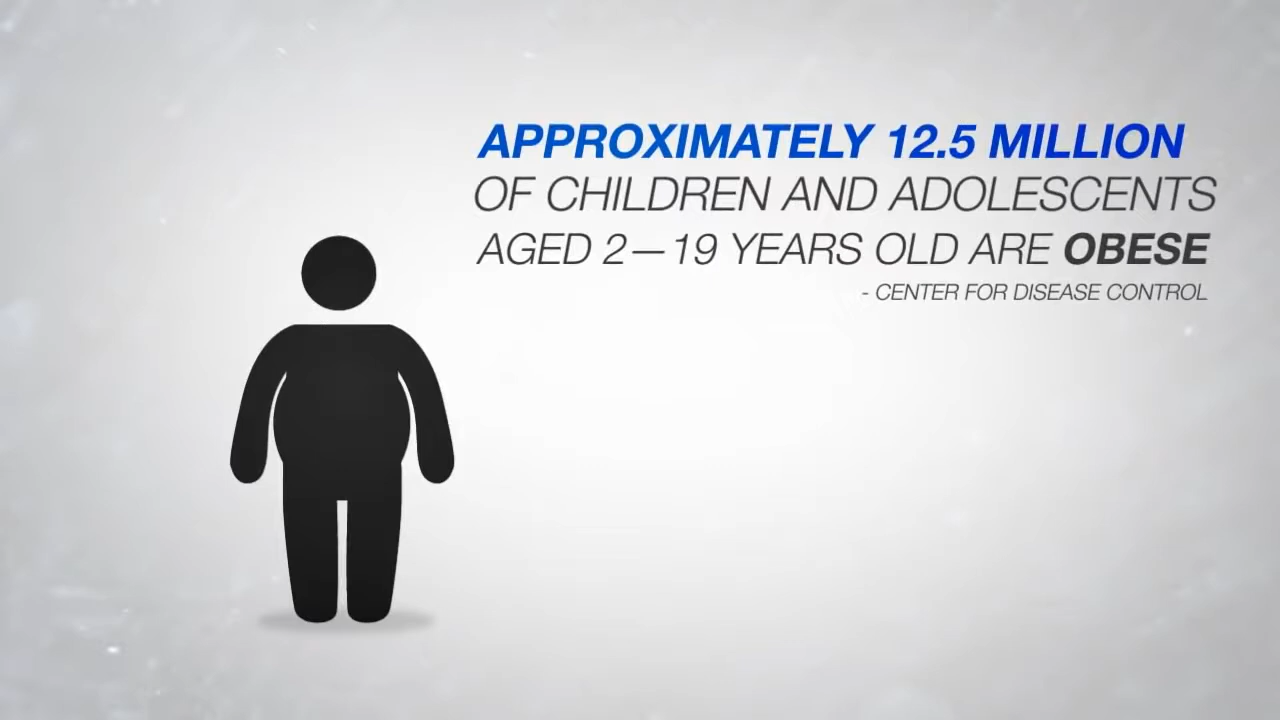 APPROXIMATELY 12.5 MILLION
OF CHILDREN AND ADOLESCENTS
AGED 2—19 YEARS OLD ARE OBESE
- CENTER FOR DISEASE CONTROL